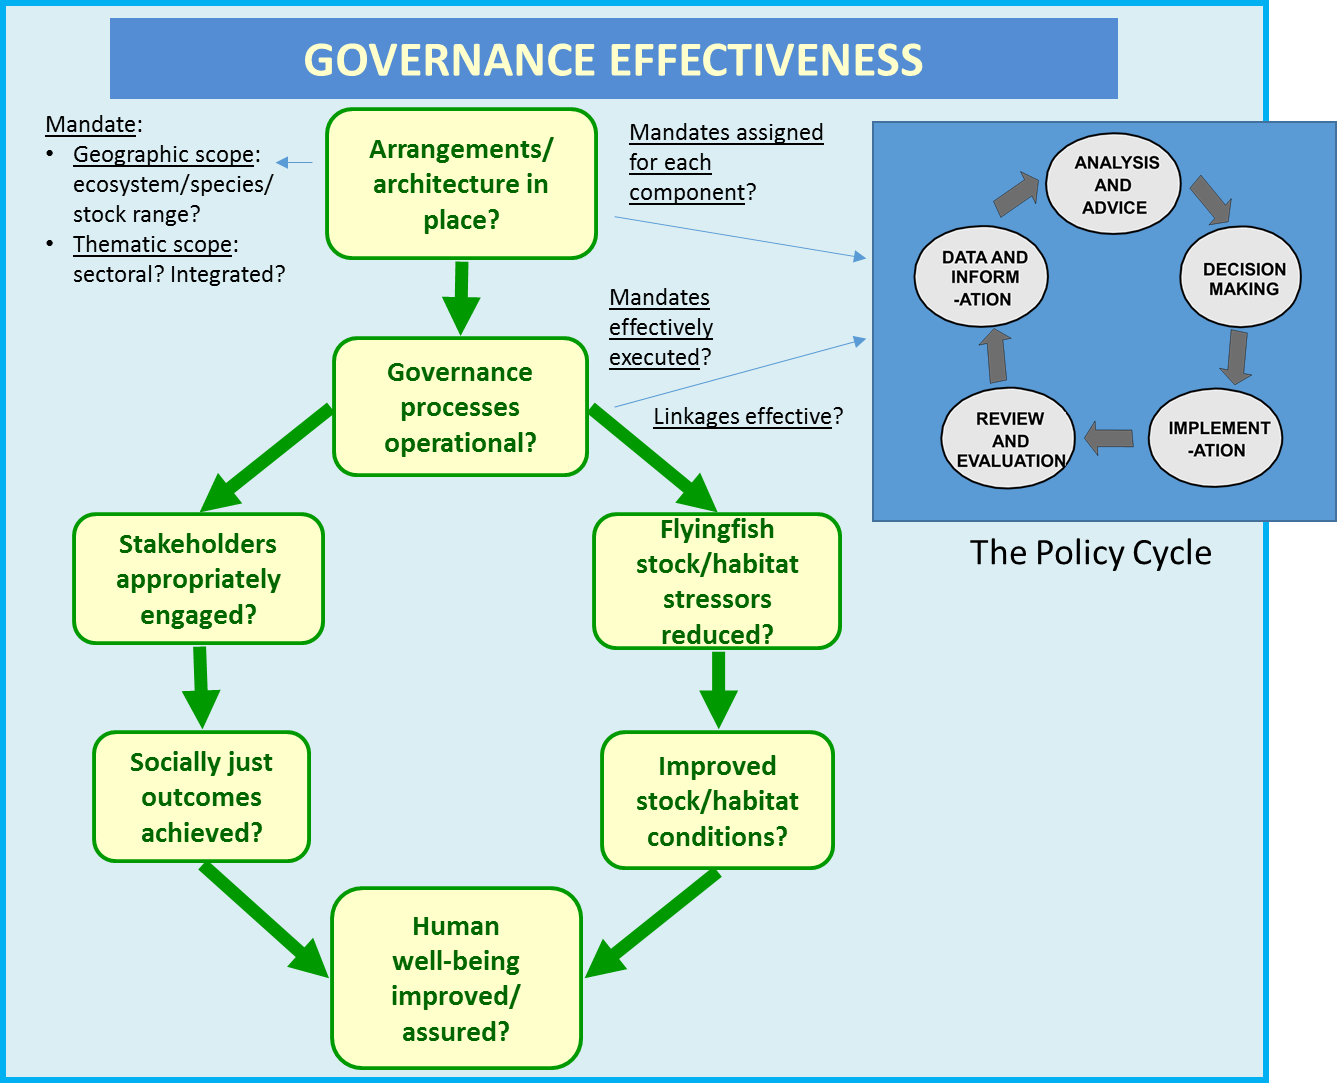 GOVERNANCE EFFECTIVENESS
Mandate:
• Geographic scope:
ecosystem/species/
stock range?
• Thematic scope:
sectoral? Integrated?
Arrangements/
architecture in
place?
Mandates assigned
for each
component?
Governance
processes
operational?
Mandates
effectively
executed?
Linkages effective?
ANALYSIS
AND
ADVICE
DECISION
MAKING
IMPLEMENT
-ATION
REVIEW
AND
EVALUATION
DATA AND
INFORM
-ATION
The Policy Cycle
Stakeholders
appropriately
engaged?
Flyingfish
stock/habitat
stressors
reduced?
Socially just
outcomes
achieved?
Improved
stock/habitat
conditions?
Human
well-being
improved/
assured?